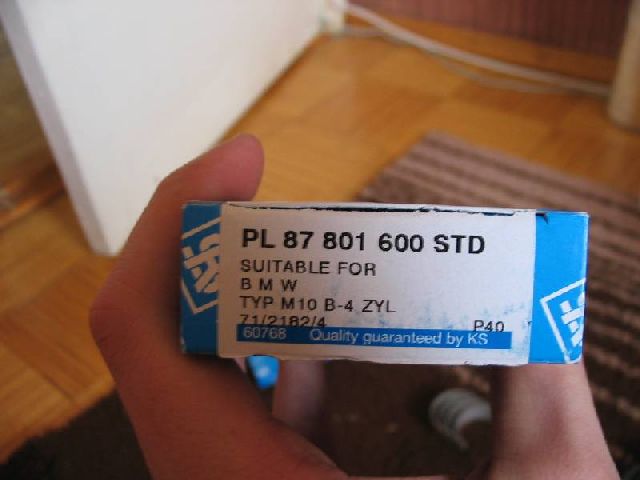 PL 87 801 600 STD
SUITABLE FOR
B M W
TYP M10 B-4 ZYL
71/2182/4 P40
60768 Quality guaranteed by KS